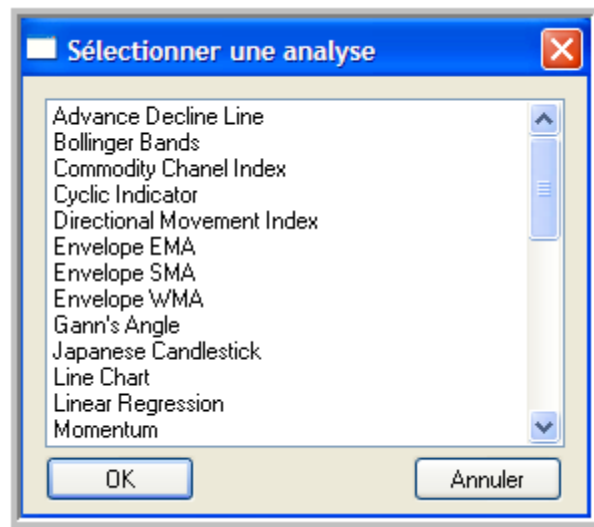 Sélectionner une analyse
Advance Decline Line
Bollinger Bands
Commodity Chanel Index
Cyclic Indicator
Directional Movement Index
Envelope EMA
Envelope SMA
Envelope WMA
Gann's Angle
Japanese Candlestick
Line Chart
Linear Regression
Momentum
OK Annuler